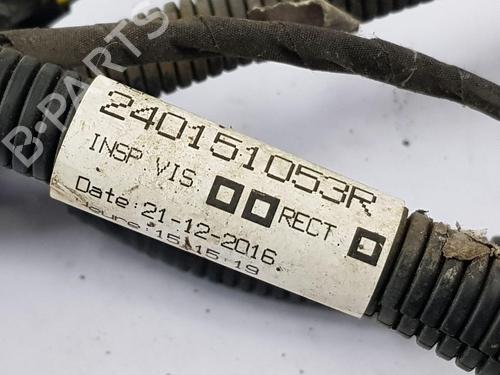 240151053R
INSP VIS RECT
Date:21-12-2016
15:15:19
B-PARTS